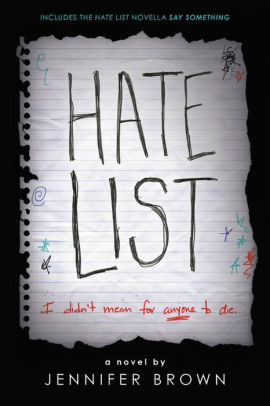 INCLUDES THE HATE LIST NOVELLA SAY SOMETHING
HATE
LIST
I didn't mean for anyone to die.
a novel by
JENNIFER BROWN